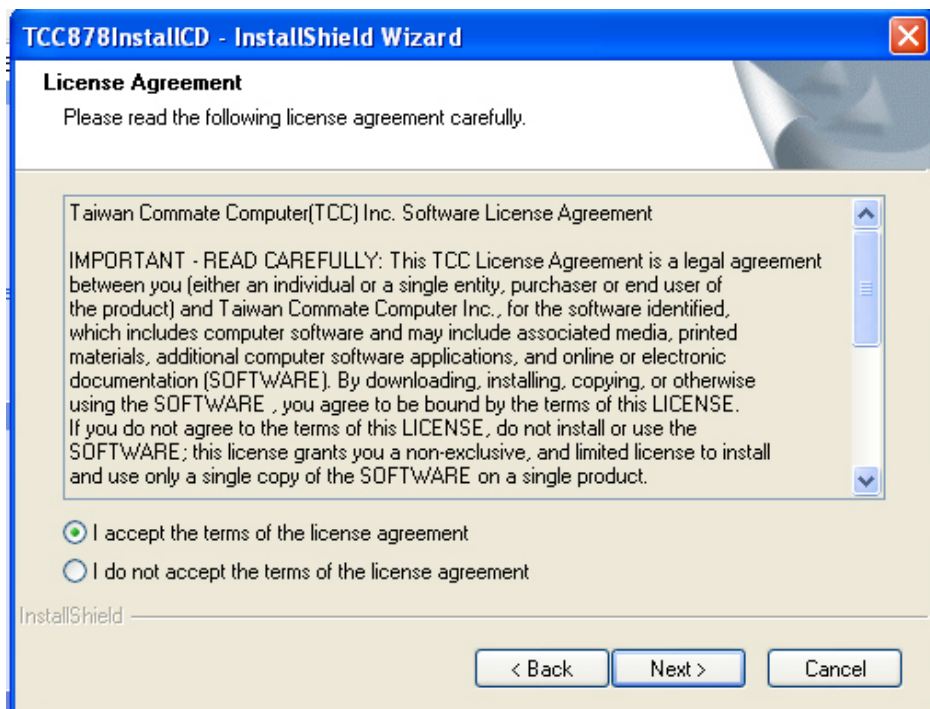 TCC878InstallCD - InstallShield Wizard
License Agreement
Please read the following license agreement carefully.
Taiwan Commate Computer(TCC) Inc. Software License Agreement
IMPORTANT - READ CAREFULLY: This TCC License Agreement is a legal agreement
between you (either an individual or a single entity, purchaser or end user of
the product) and Taiwan Commate Computer Inc., for the software identified,
which includes computer software and may include associated media, printed
materials, additional computer software applications, and online or electronic
documentation (SOFTWARE). By downloading, installing, copying, or otherwise
using the SOFTWARE , you agree to be bound by the terms of this LICENSE.
If you do not agree to the terms of this LICENSE, do not install or use the
SOFTWARE; this license grants you a non-exclusive, and limited license to install
and use only a single copy of the SOFTWARE on a single product.
I accept the terms of the license agreement
I do not accept the terms of the license agreement
InstallShield
< Back Next > Cancel